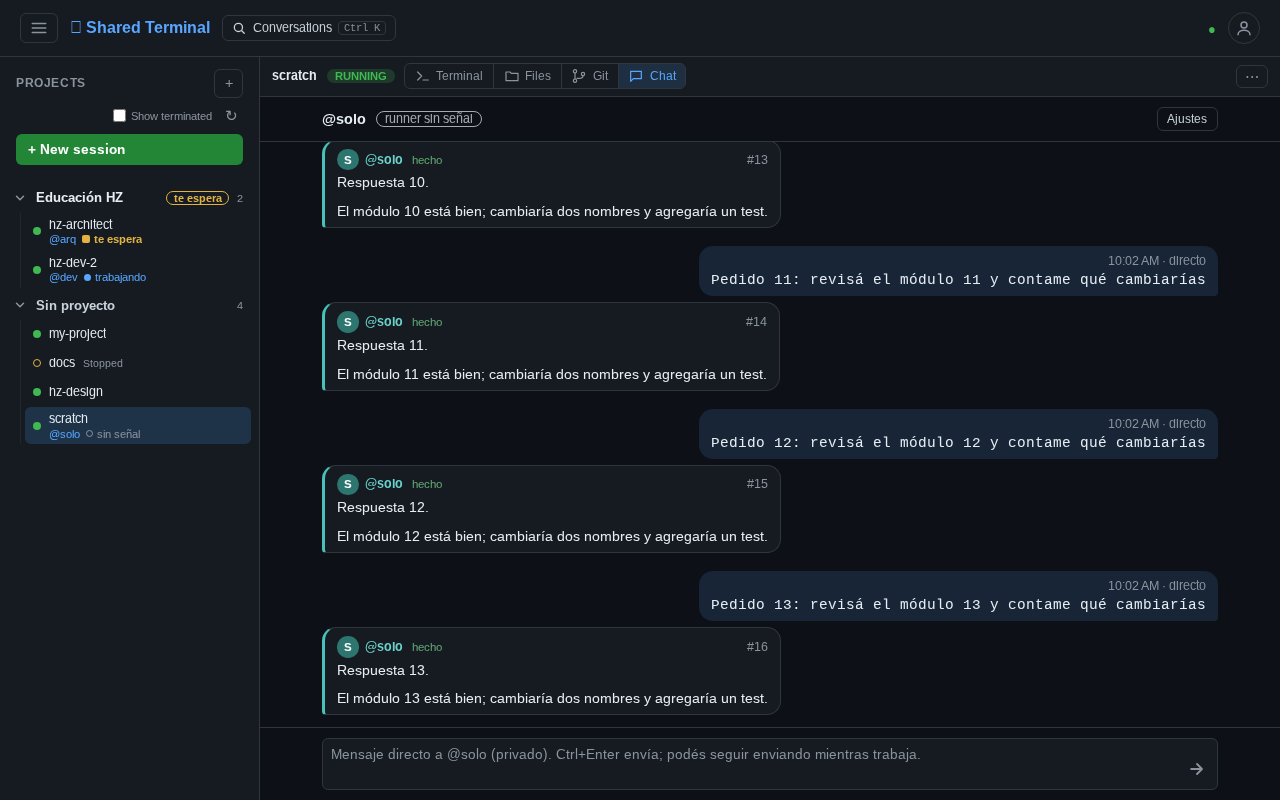 Shared Terminal
Conversations Ctrl K
PROJECTS
+
Show terminated ↻
+ New session
Educación HZ te espera 2
hz-architect
@arq te espera
hz-dev-2
@dev trabajando
Sin proyecto 4
my-project
docs Stopped
hz-design
scratch
@solo sin señal
scratch RUNNING Terminal Files Git Chat ···
@solo runner sin señal Ajustes
S @solo hecho #13
Respuesta 10.
El módulo 10 está bien; cambiaría dos nombres y agregaría un test.
10:02 AM · directo
Pedido 11: revisá el módulo 11 y contame qué cambiarías
S @solo hecho #14
Respuesta 11.
El módulo 11 está bien; cambiaría dos nombres y agregaría un test.
10:02 AM · directo
Pedido 12: revisá el módulo 12 y contame qué cambiarías
S @solo hecho #15
Respuesta 12.
El módulo 12 está bien; cambiaría dos nombres y agregaría un test.
10:02 AM · directo
Pedido 13: revisá el módulo 13 y contame qué cambiarías
S @solo hecho #16
Respuesta 13.
El módulo 13 está bien; cambiaría dos nombres y agregaría un test.
Mensaje directo a @solo (privado). Ctrl+Enter envía; podés seguir enviando mientras trabaja.